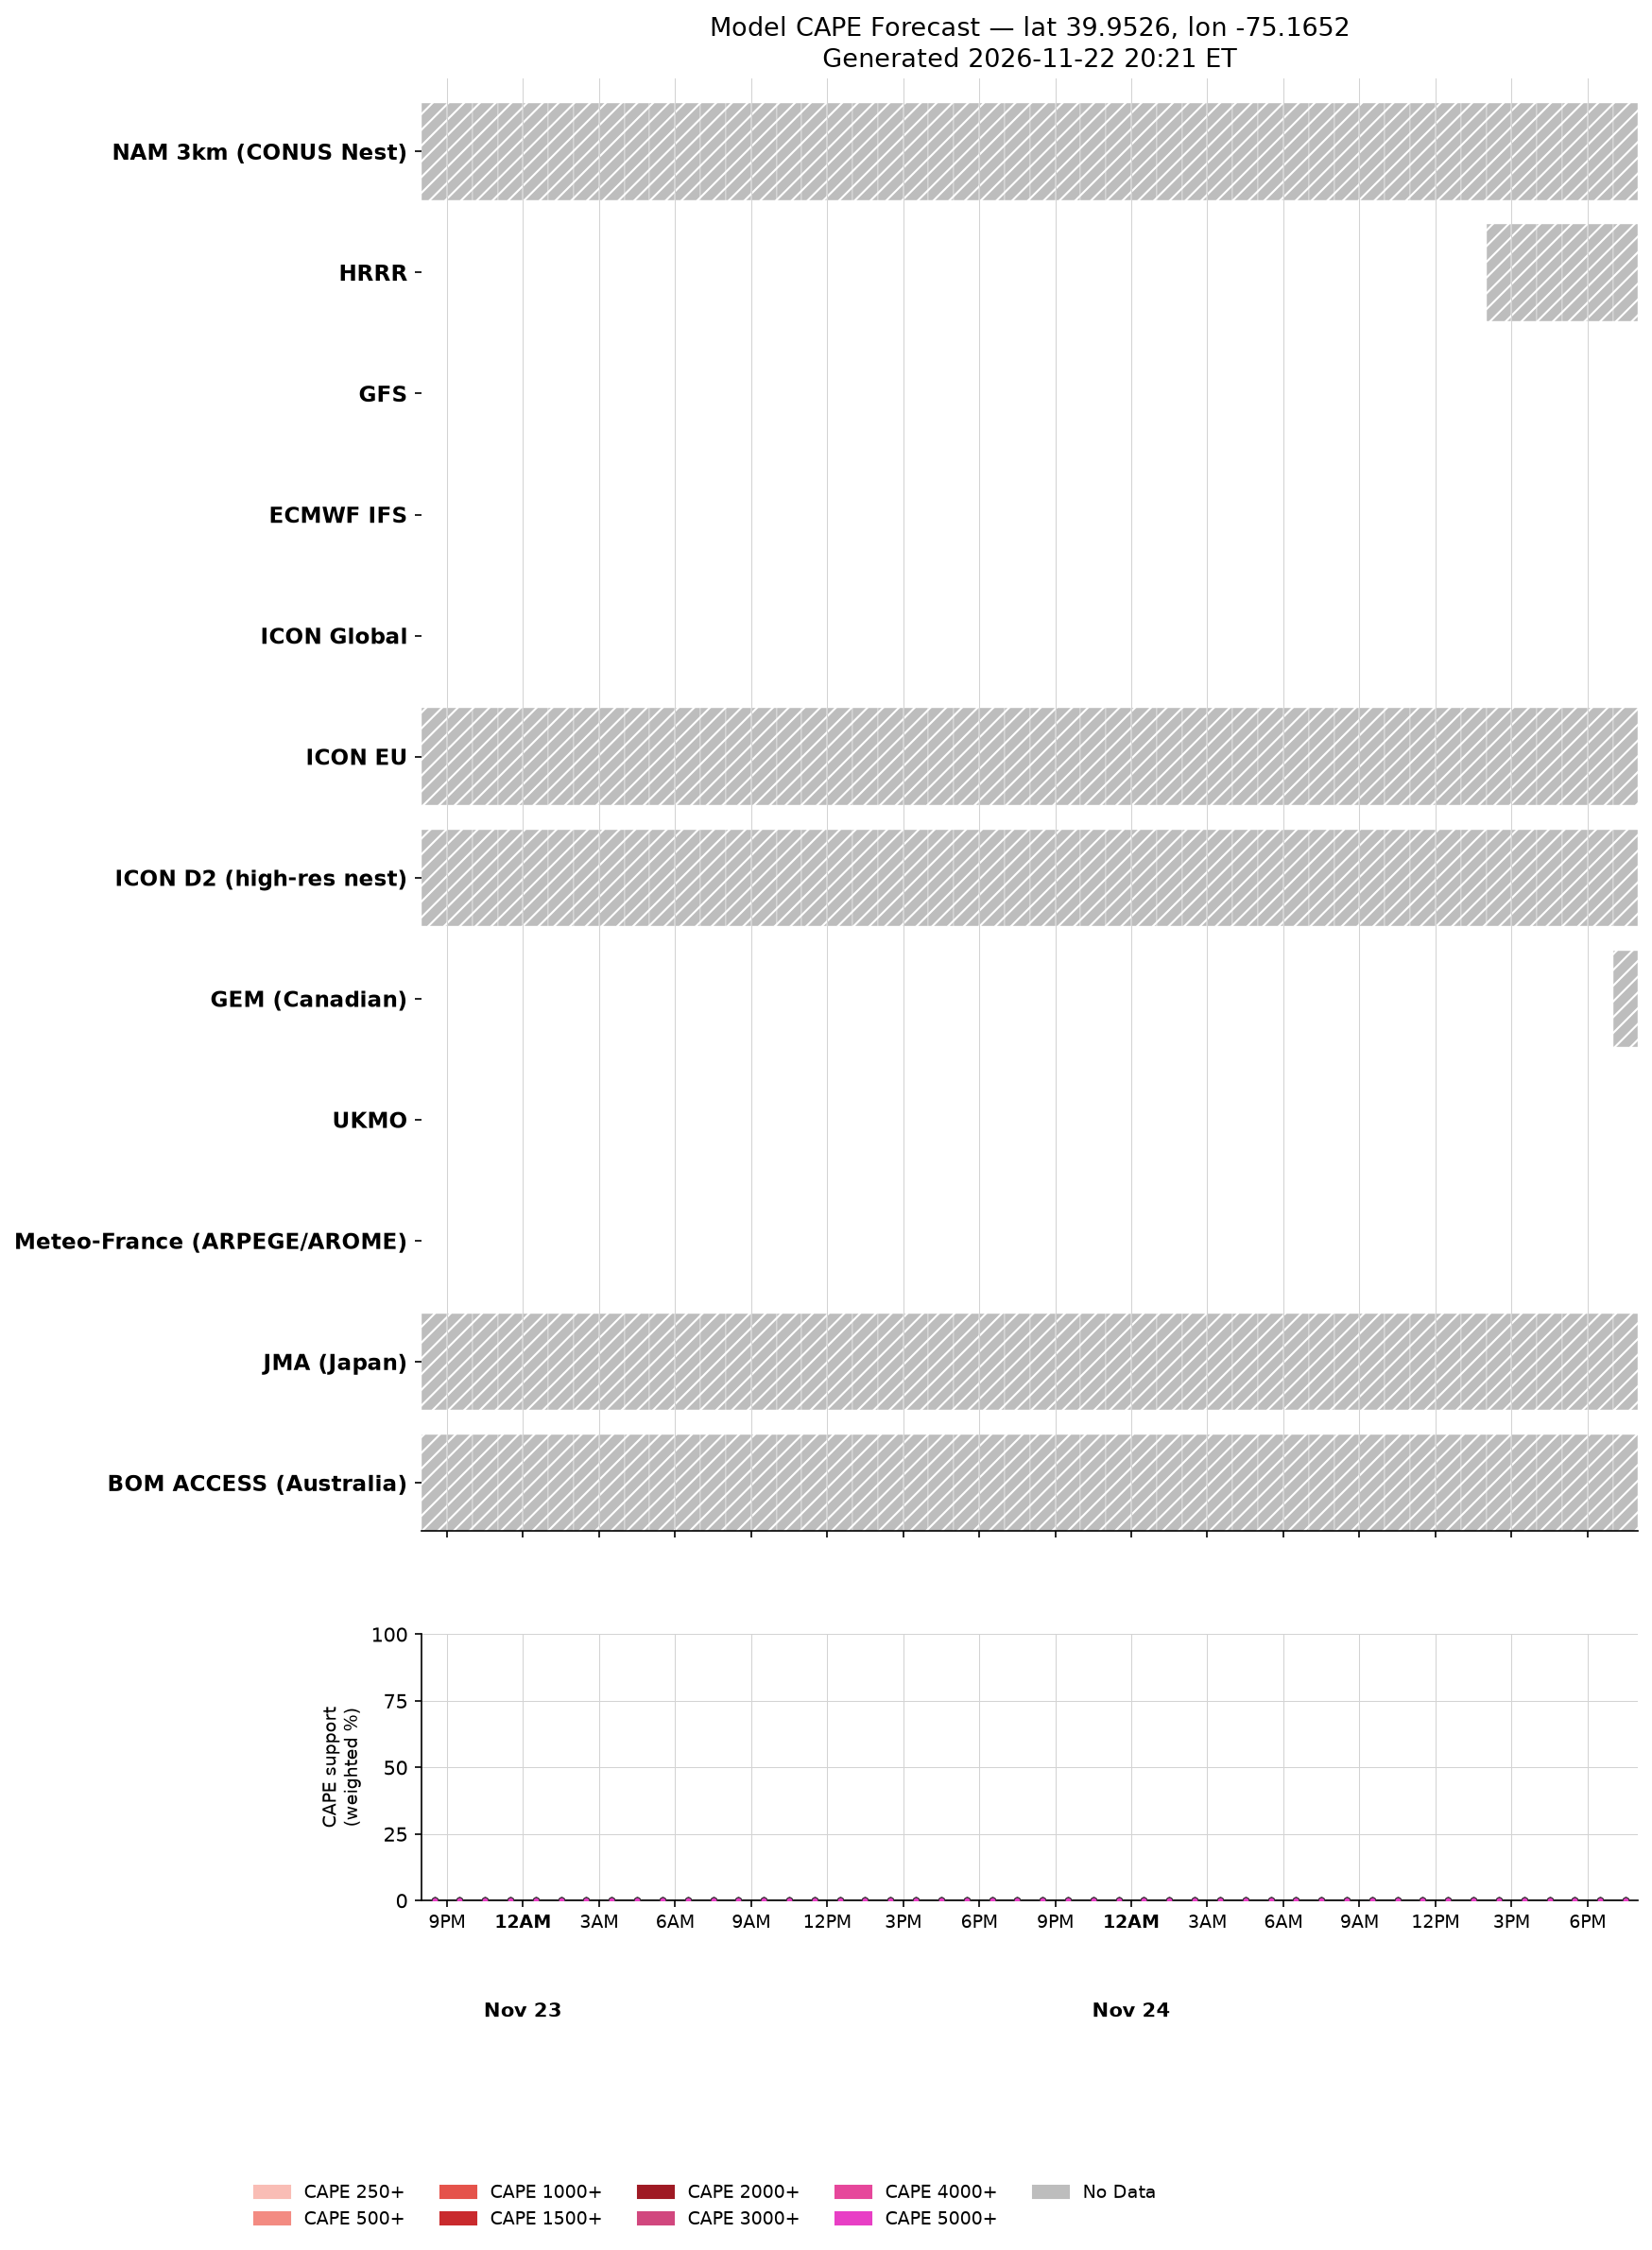 Model CAPE Forecast — lat 39.9526, lon -75.1652
Generated 2026-11-22 20:21 ET
NAM 3km (CONUS Nest)
HRRR
GFS
ECMWF IFS
ICON Global
ICON EU
ICON D2 (high-res nest)
GEM (Canadian)
UKMO
Meteo-France (ARPEGE/AROME)
JMA (Japan)
BOM ACCESS (Australia)
CAPE support
(weighted %)
100
75
50
25
0
9PM 12AM 3AM 6AM 9AM 12PM 3PM 6PM 9PM 12AM 3AM 6AM 9AM 12PM 3PM 6PM
Nov 23 Nov 24
CAPE 250+ CAPE 1000+ CAPE 2000+ CAPE 4000+ No Data
CAPE 500+ CAPE 1500+ CAPE 3000+ CAPE 5000+